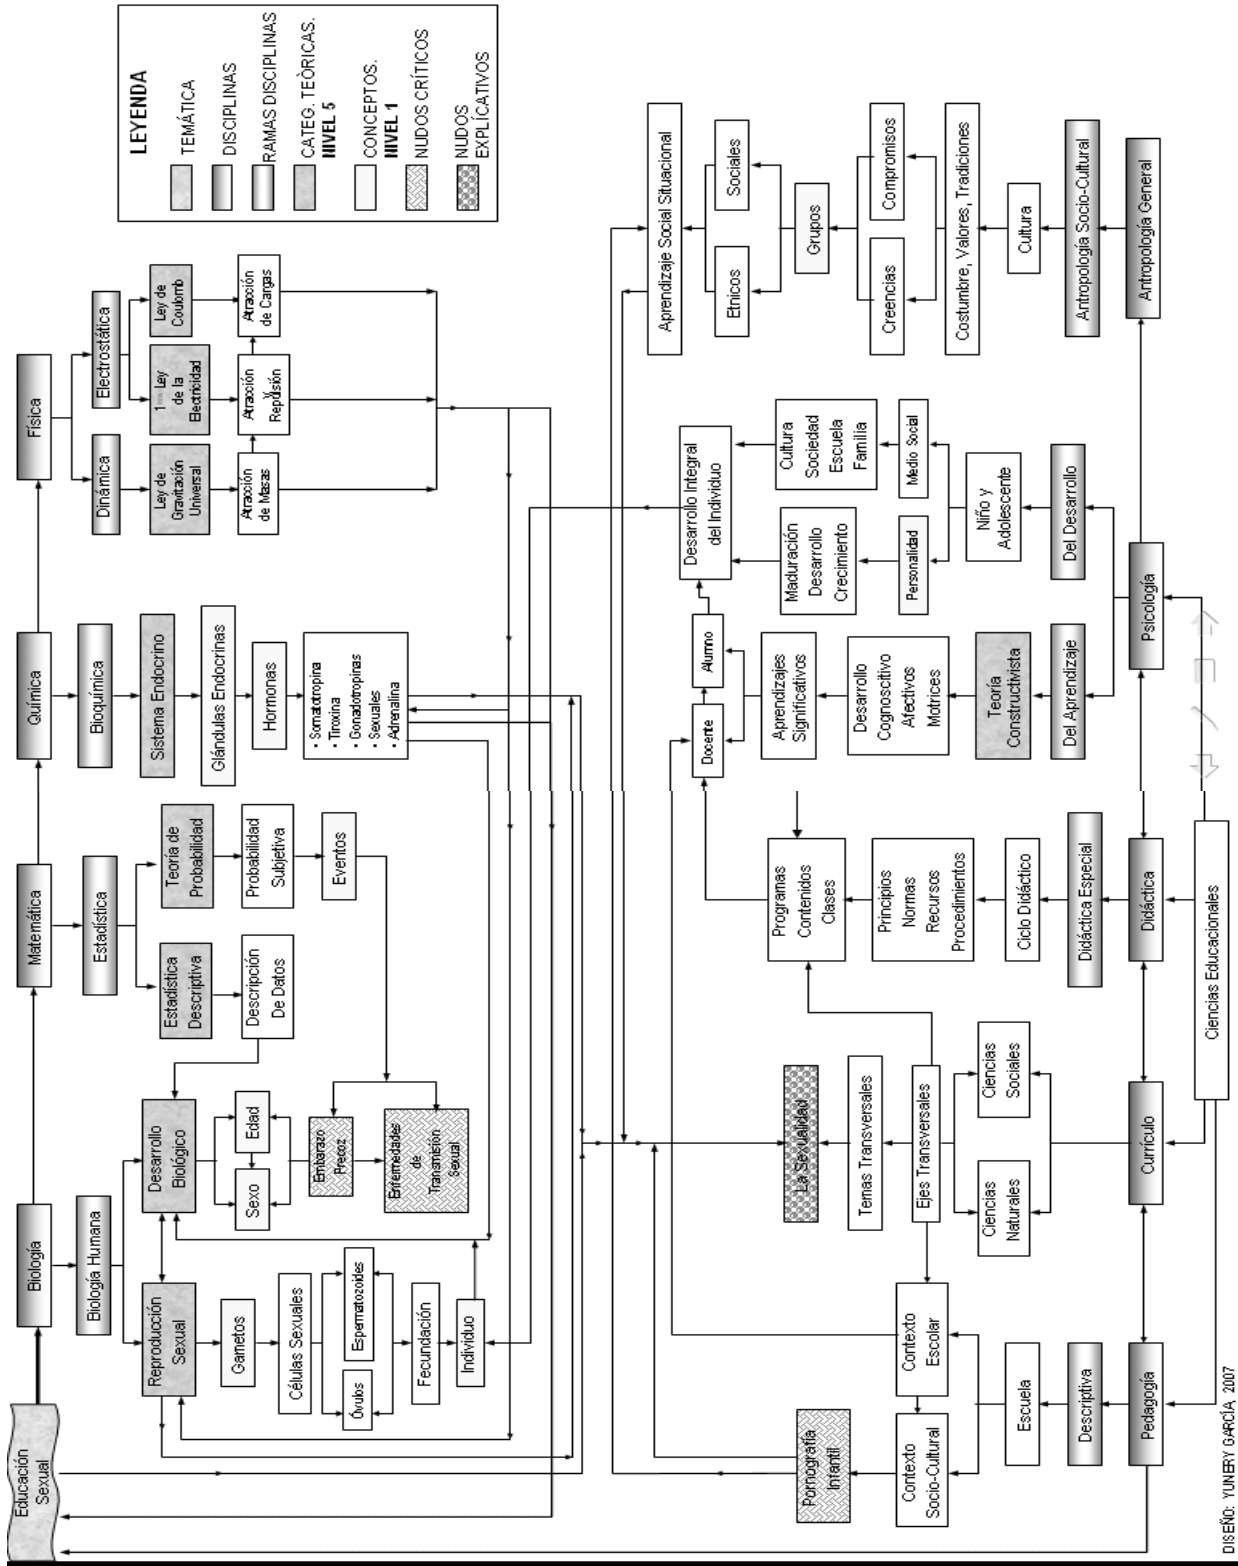 Educación
Sexual
Biología
Matemática
Química
Física
Biología Humana
Estadística
Bioquímica
Dinámica
Electrostática
Reproducción
Sexual
Desarrollo
Biológico
Estadística
Descriptiva
Teoría de
Probabilidad
Sistema Endocrino
Ley de
Gravitación
Universal
Ley
de la
Electricidad
Ley de
Coulomb
Gametos
Sexo
Edad
Descripción
De Datos
Probabilidad
Subjetiva
Glándulas Endocrinas
Atracción
de Masas
Atracción
y
Repulsión
Atracción
de Cargas
Células Sexuales
Hormonas
Óvulos
Espermatozoides
Embarazo
Precoz
Eventos
• Somatotropina
• Tiroxina
• Gonadotropinas
• Sexuales
• Adrenalina
Fecundación
Enfermedades
de
Transmisión
Sexual
Individuo
LEYENDA
TEMÁTICA
DISCIPLINAS
RAMAS DISCIPLINAS
CATEG. TEÒRICAS.
NIVEL 5
CONCEPTOS.
NIVEL 1
NUDOS CRÍTICOS
NUDOS
EXPLÍCATIVOS
Aprendizaje Social Situacional
Etnicos
Sociales
Grupos
Creencias
Compromisos
Costumbre, Valores, Tradiciones
Cultura
Antropología Socio-Cultural
Antropología General
Desarrollo Integral
del Individuo
Docente
Alumno
Maduración
Desarrollo
Crecimiento
Cultura
Sociedad
Escuela
Familia
Aprendizajes
Significativos
Personalidad
Medio Social
Desarrollo
Cognoscitivo
Afectivos
Motrices
Niño y
Adolescente
Teoría
Constructivista
Del Aprendizaje
Del Desarrollo
Psicología
Programas
Contenidos
Clases
Principios
Normas
Recursos
Procedimientos
Ciclo Didáctico
Didáctica Especial
Didáctica
La Sexualidad
Temas Transversales
Ejes Transversales
Ciencias
Naturales
Ciencias
Sociales
Currículo
Pornografía
Infantil
Contexto
Socio-Cultural
Contexto
Escolar
Escuela
Descriptiva
Pedagogía
Ciencias Educacionales
DISEÑO: YUNERY GARCÍA 2007